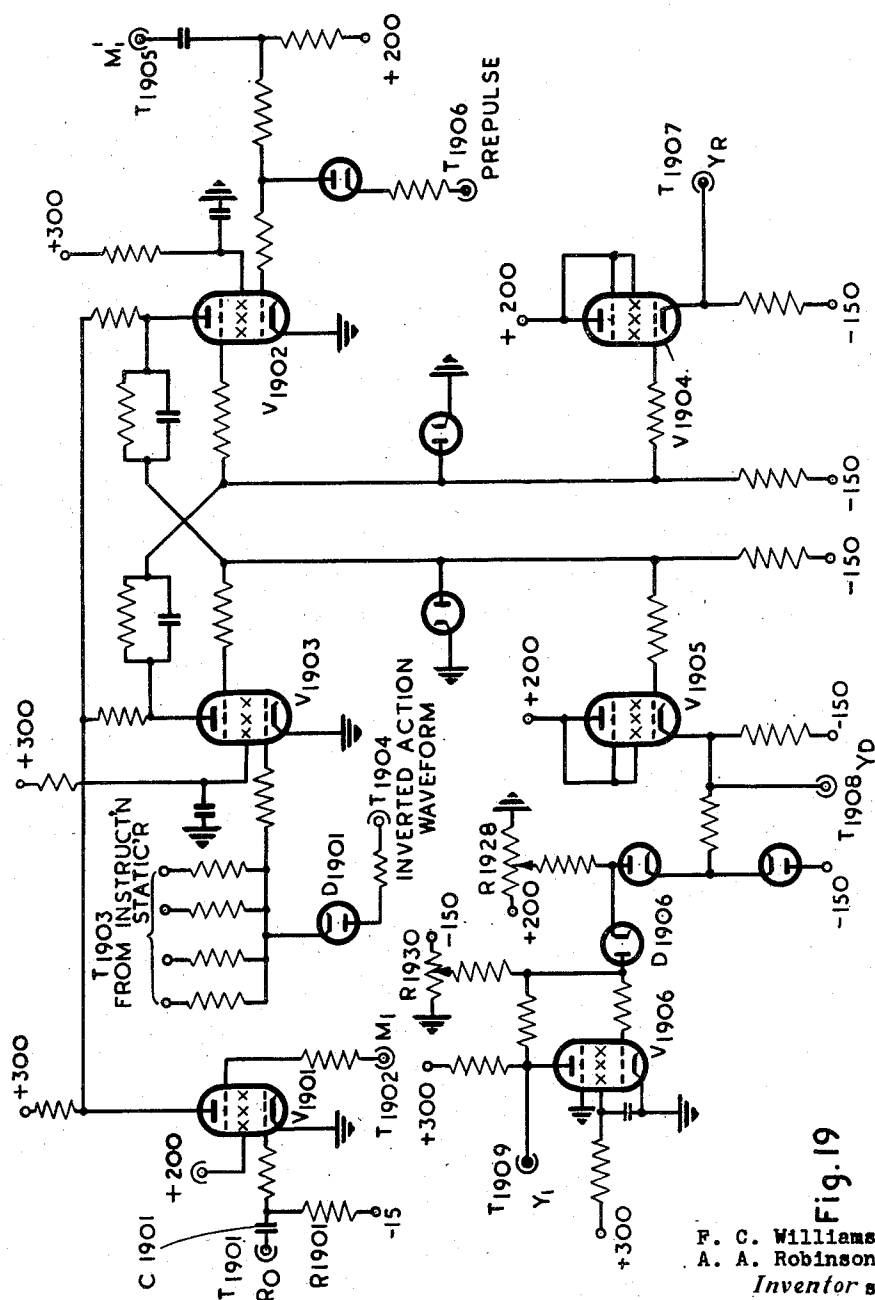 M̄₁
T1905
+200
T1906
PREPULSE
+300
V1902
T1907
YR
+200
V1904.
-150
-150
-150
+300
V1903
T1903
FROM INSTRUCT'N
STATIC'R
D1901
T1904
INVERTED ACTION
WAVEFORM
+200
V1905
-150
T1908 YD
R1928
+200
-150
D1906
-150
R1930
+300
V1901
T1902
M₁
+200
C 1901
T1901
RO
R1901
-15
+300
V1906
T1909
Y₁
+300
Fig.19
F. C. Williams
A. A. Robinson
Inventors